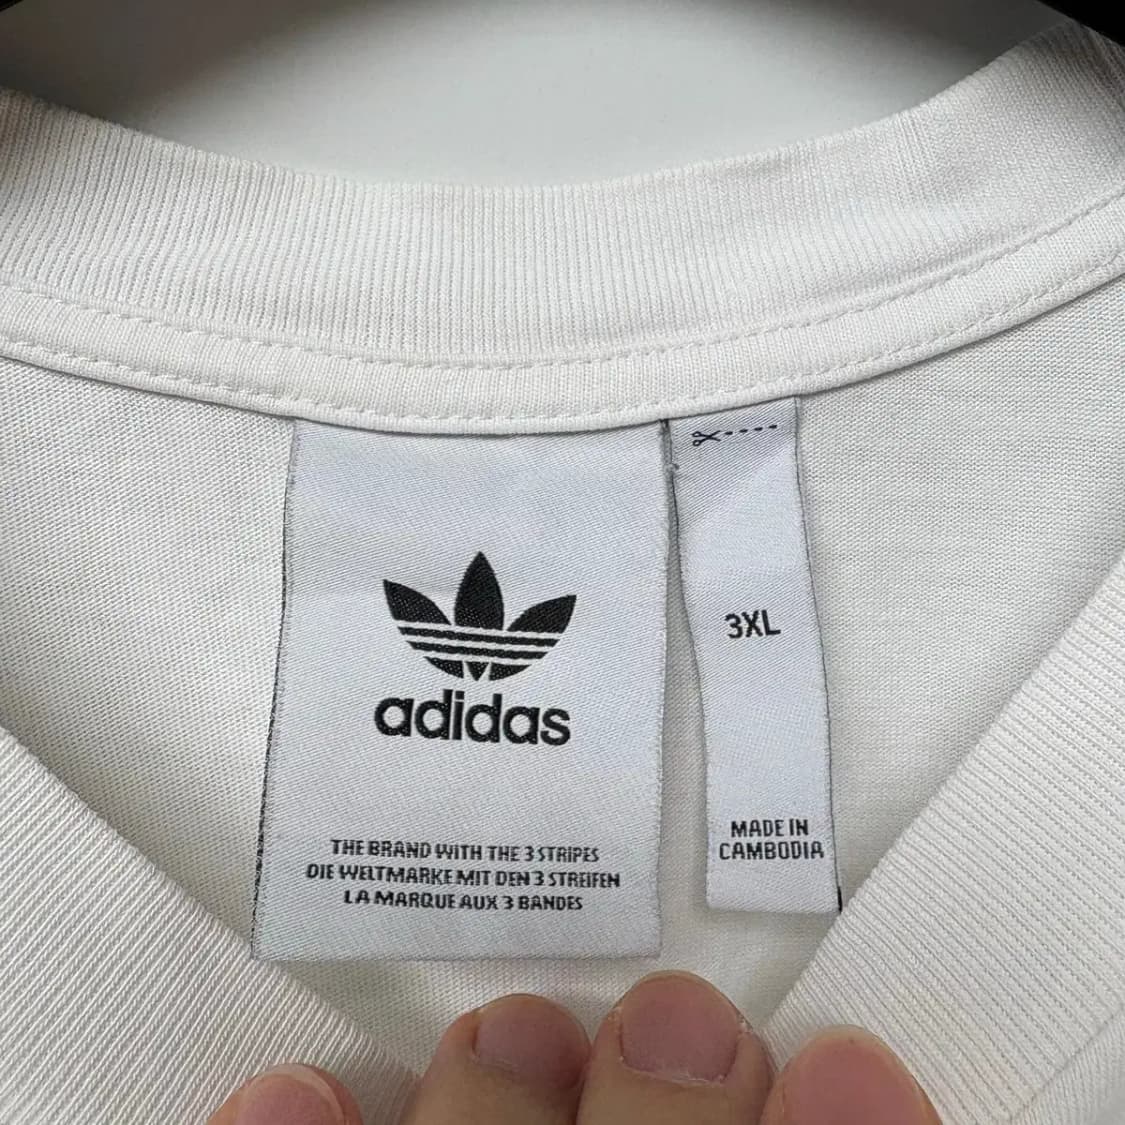 adidas
THE BRAND WITH THE 3 STRIPES
DIE WELTMARKE MIT DEN 3 STREIFEN
LA MARQUE AUX 3 BANDES
3XL
MADE IN
CAMBODIA